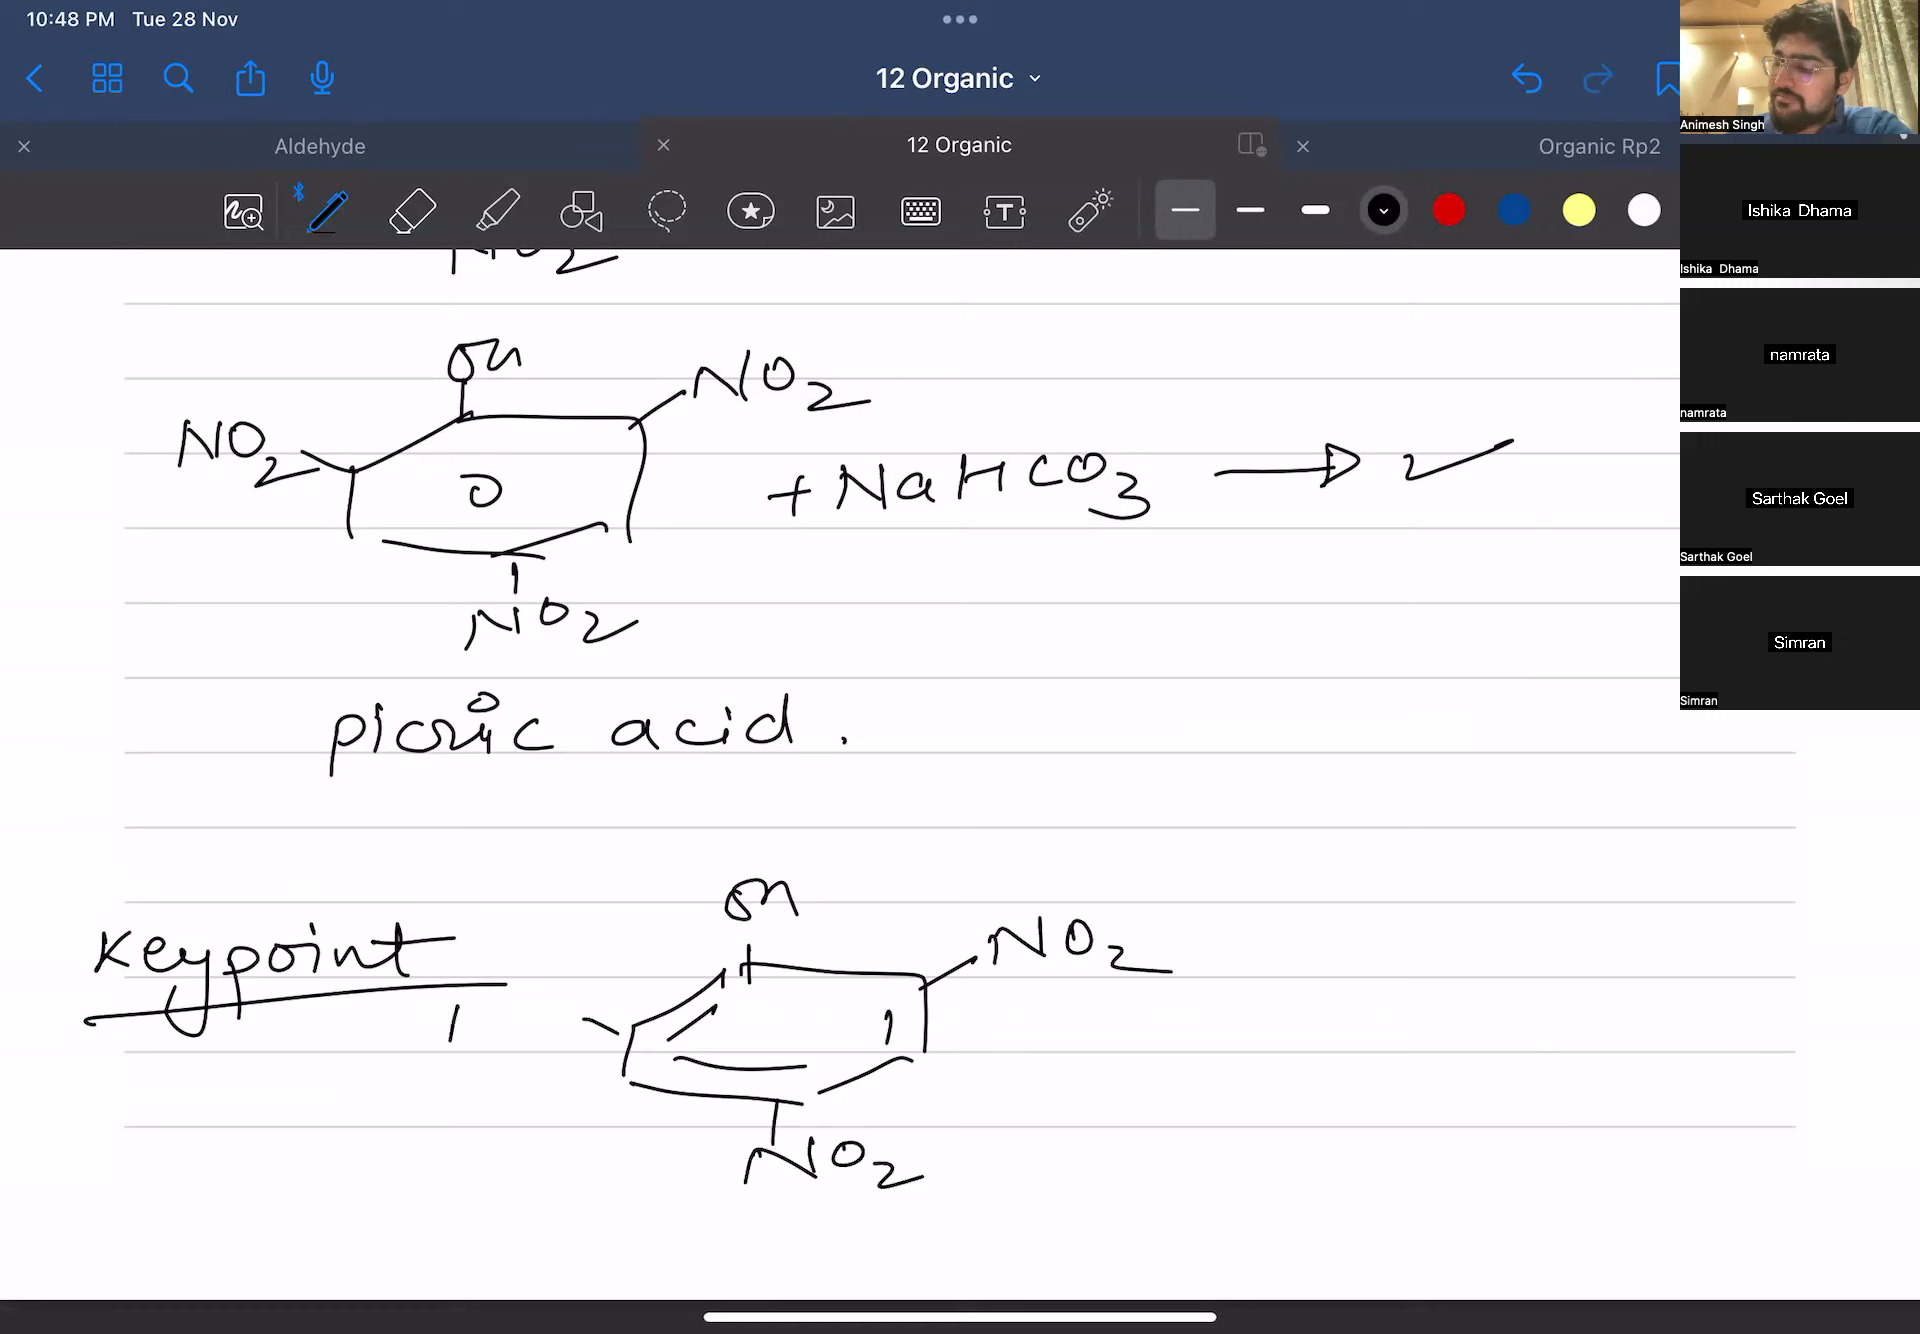 10:48 PM Tue 28 Nov
12 Organic
Aldehyde
12 Organic
Organic Rp2
T
Animesh Singh
Ishika Dhama
Ishika Dhama
namrata
namrata
Sarthak Goel
Sarthak Goel
Simran
Simran
NO2
OH
NO2
NO2
+ NaHCO3
NO2
picric acid.
Keypoint
1
OH
NO2
NO2